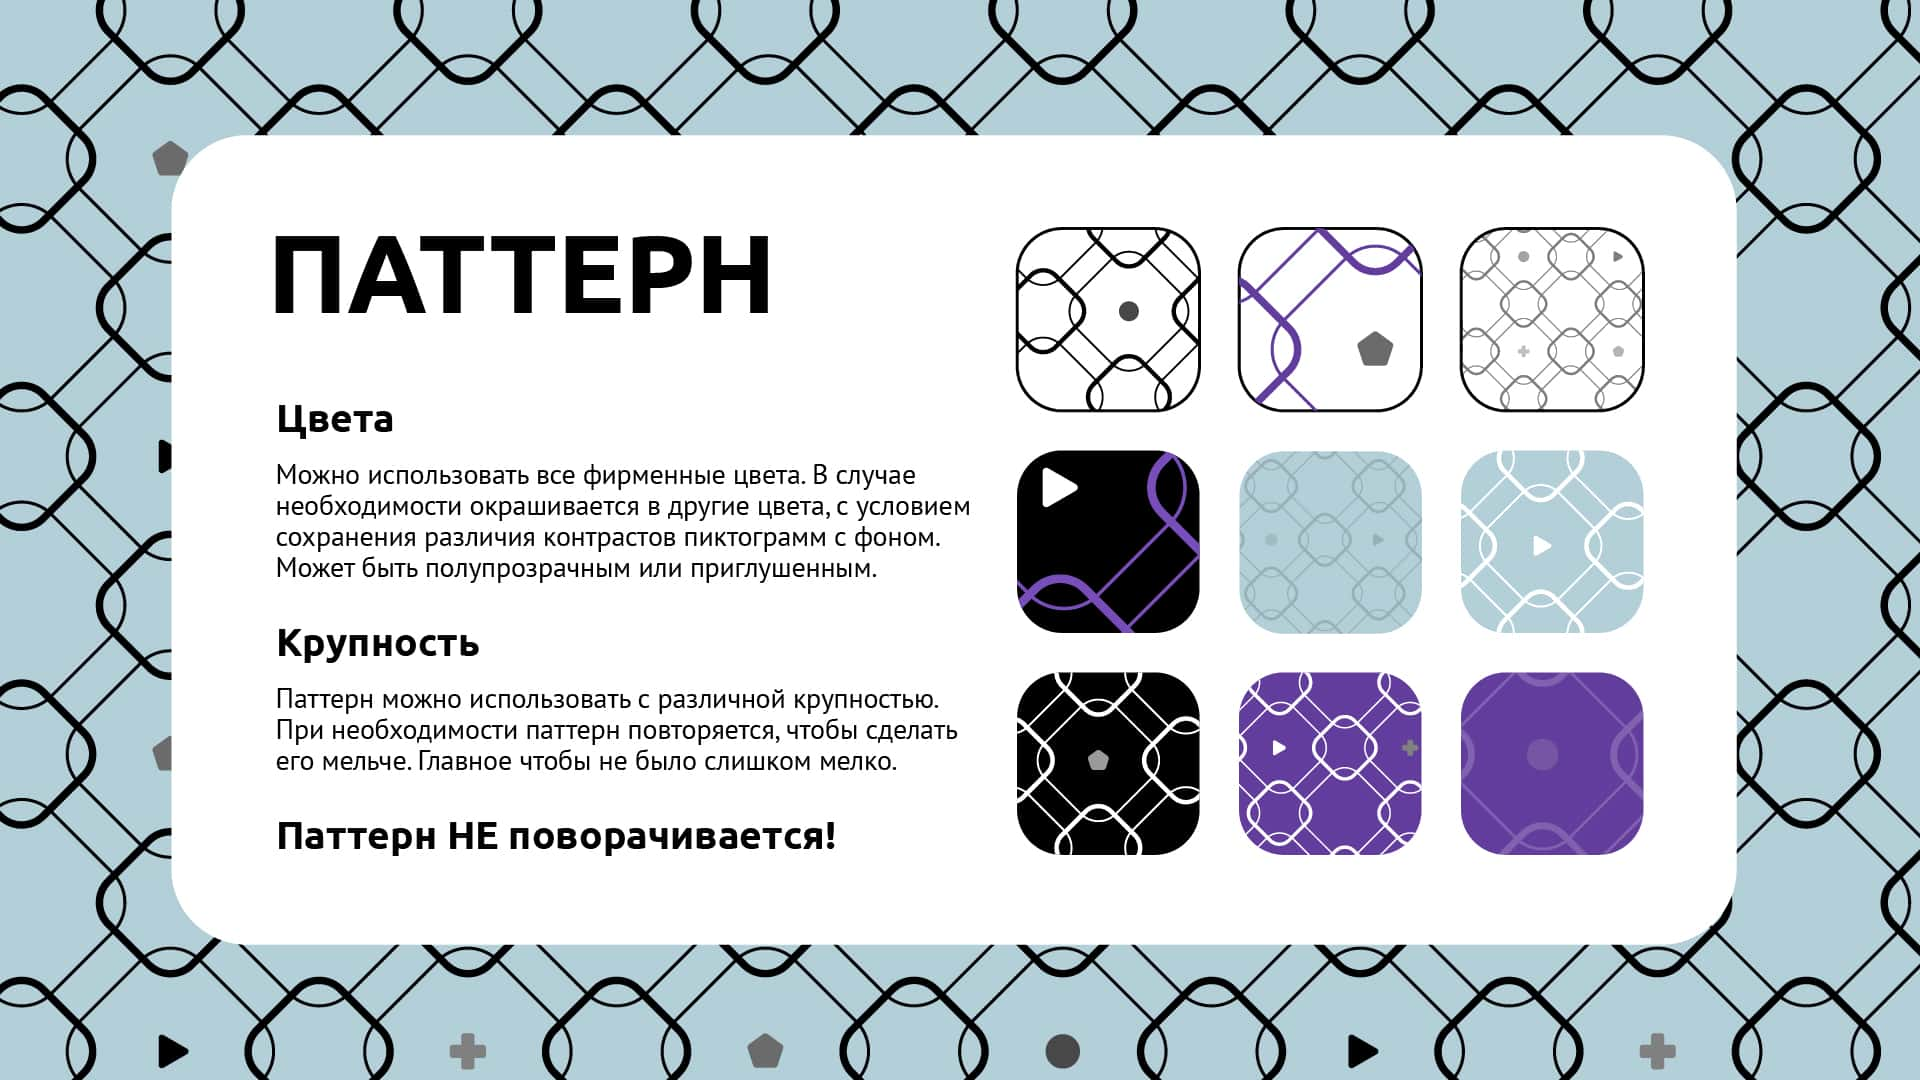 ПАТТЕРН
Цвета
Можно использовать все фирменные цвета. В случае
необходимости окрашивается в другие цвета, с условием
сохранения различия контрастов пиктограмм с фоном.
Может быть полупрозрачным или приглушенным.
Крупность
Паттерн можно использовать с различной крупностью.
При необходимости паттерн повторяется, чтобы сделать
его мельче. Главное чтобы не было слишком мелко.
Паттерн НЕ поворачивается!